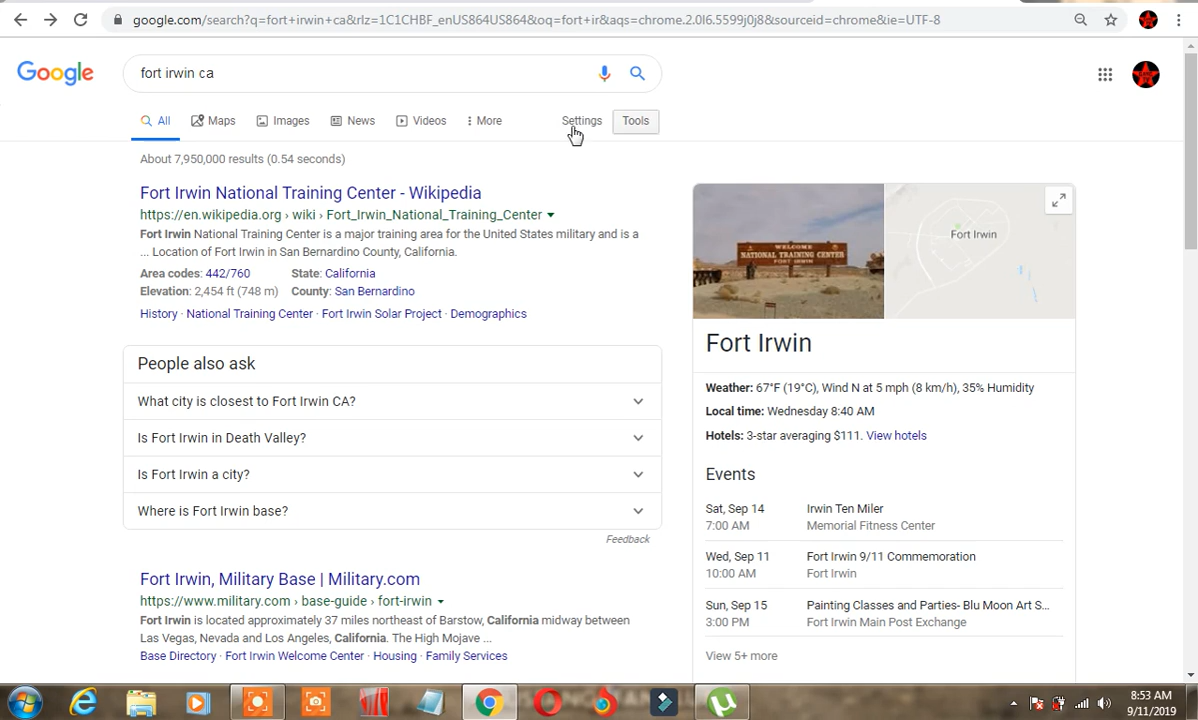 google.com/search?q=fort+irwin+ca&rlz=1C1CHBF_enUS864US864&oq=fort+ir&aqs=chrome.2.0l6.5599j0j8&sourceid=chrome&ie=UTF-8
Google
fort irwin ca
All
Maps
Images
News
Videos
More
Settings
Tools
About 7,950,000 results (0.54 seconds)
Fort Irwin National Training Center - Wikipedia
https://en.wikipedia.org › wiki › Fort_Irwin_National_Training_Center
Fort Irwin National Training Center is a major training area for the United States military and is a
... Location of Fort Irwin in San Bernardino County, California.
Area codes: 442/760 State: California
Elevation: 2,454 ft (748 m) County: San Bernardino
History · National Training Center · Fort Irwin Solar Project · Demographics
People also ask
What city is closest to Fort Irwin CA?
Is Fort Irwin in Death Valley?
Is Fort Irwin a city?
Where is Fort Irwin base?
Feedback
Fort Irwin, Military Base | Military.com
https://www.military.com › base-guide › fort-irwin
Fort Irwin is located approximately 37 miles northeast of Barstow, California midway between
Las Vegas, Nevada and Los Angeles, California. The High Mojave ...
Base Directory · Fort Irwin Welcome Center · Housing · Family Services
WELCOME
NATIONAL TRAINING CENTER
FORT IRWIN
Fort Irwin
Fort Irwin
Weather: 67°F (19°C), Wind N at 5 mph (8 km/h), 35% Humidity
Local time: Wednesday 8:40 AM
Hotels: 3-star averaging $111. View hotels
Events
Sat, Sep 14 Irwin Ten Miler
7:00 AM Memorial Fitness Center
Wed, Sep 11 Fort Irwin 9/11 Commemoration
10:00 AM Fort Irwin
Sun, Sep 15 Painting Classes and Parties- Blu Moon Art S...
3:00 PM Fort Irwin Main Post Exchange
View 5+ more
8:53 AM
9/11/2019